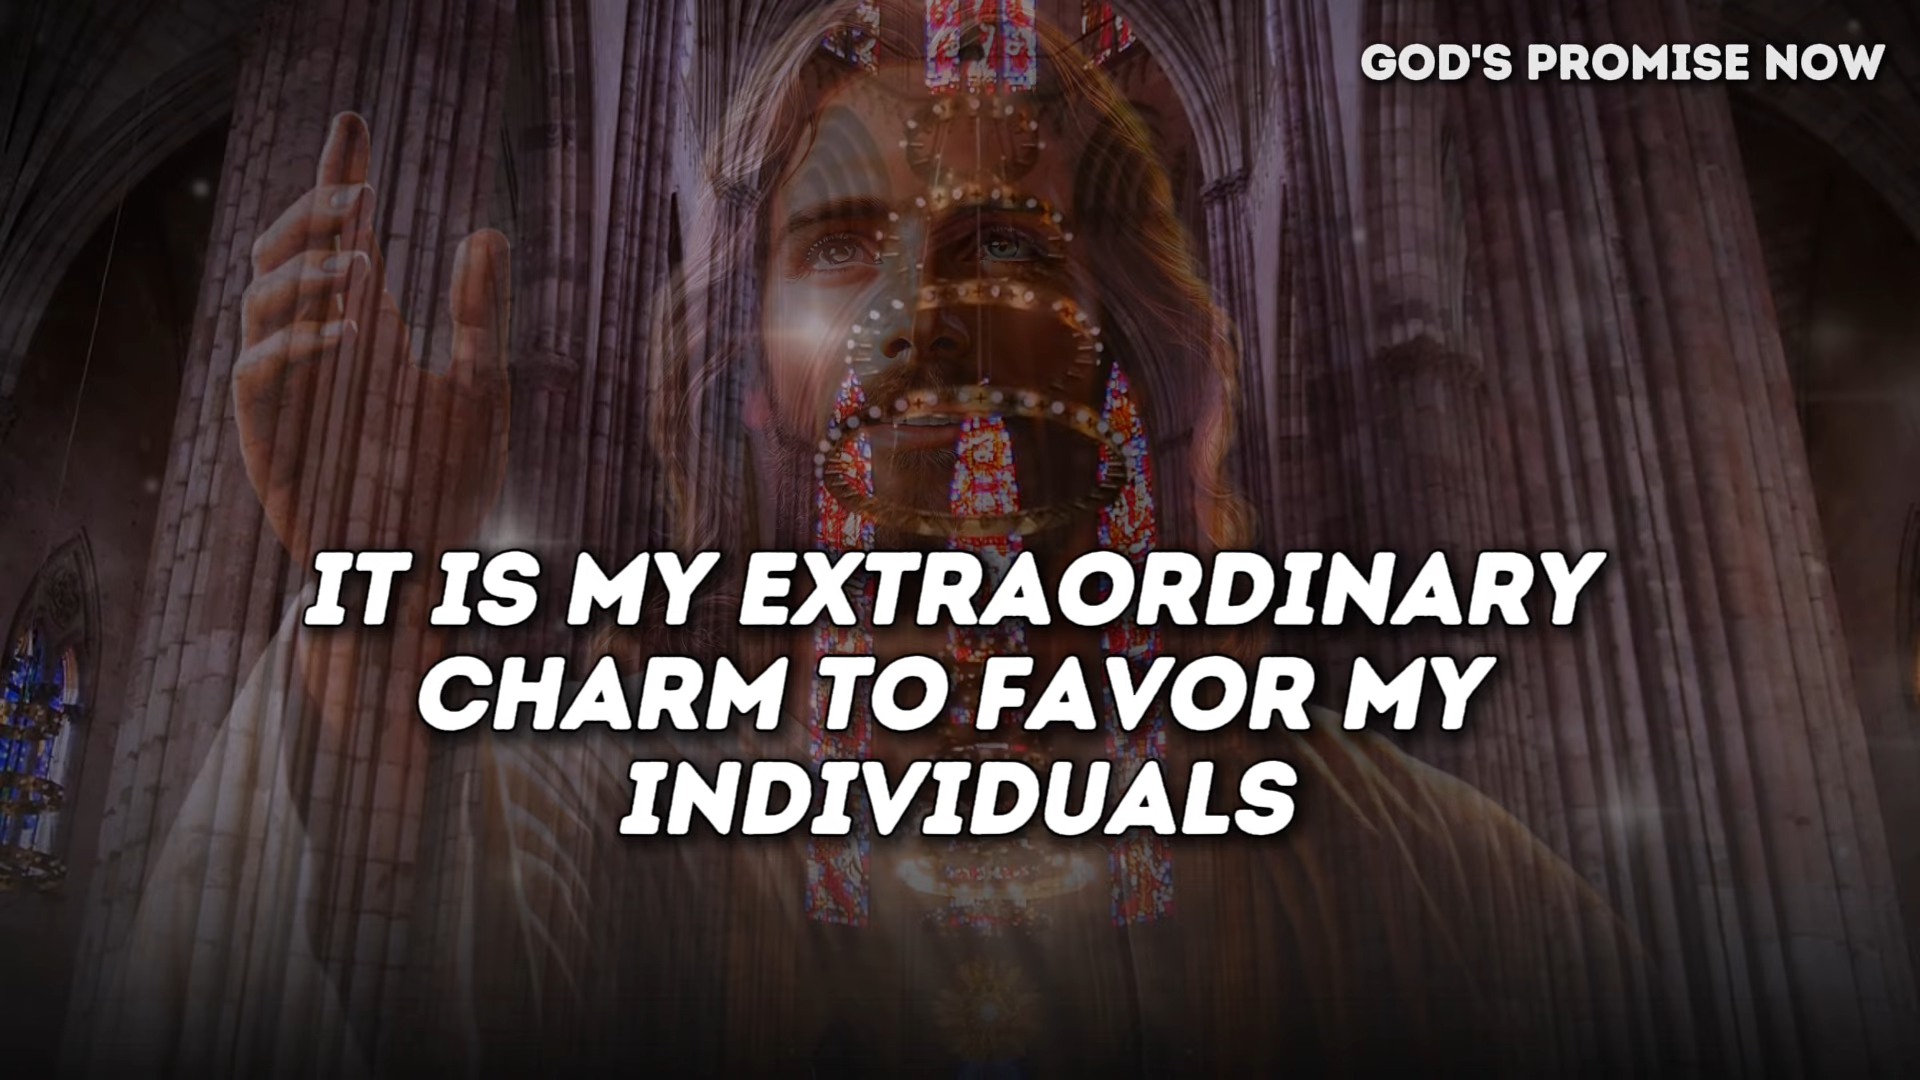 GOD'S PROMISE NOW
IT IS MY EXTRAORDINARY
CHARM TO FAVOR MY
INDIVIDUALS